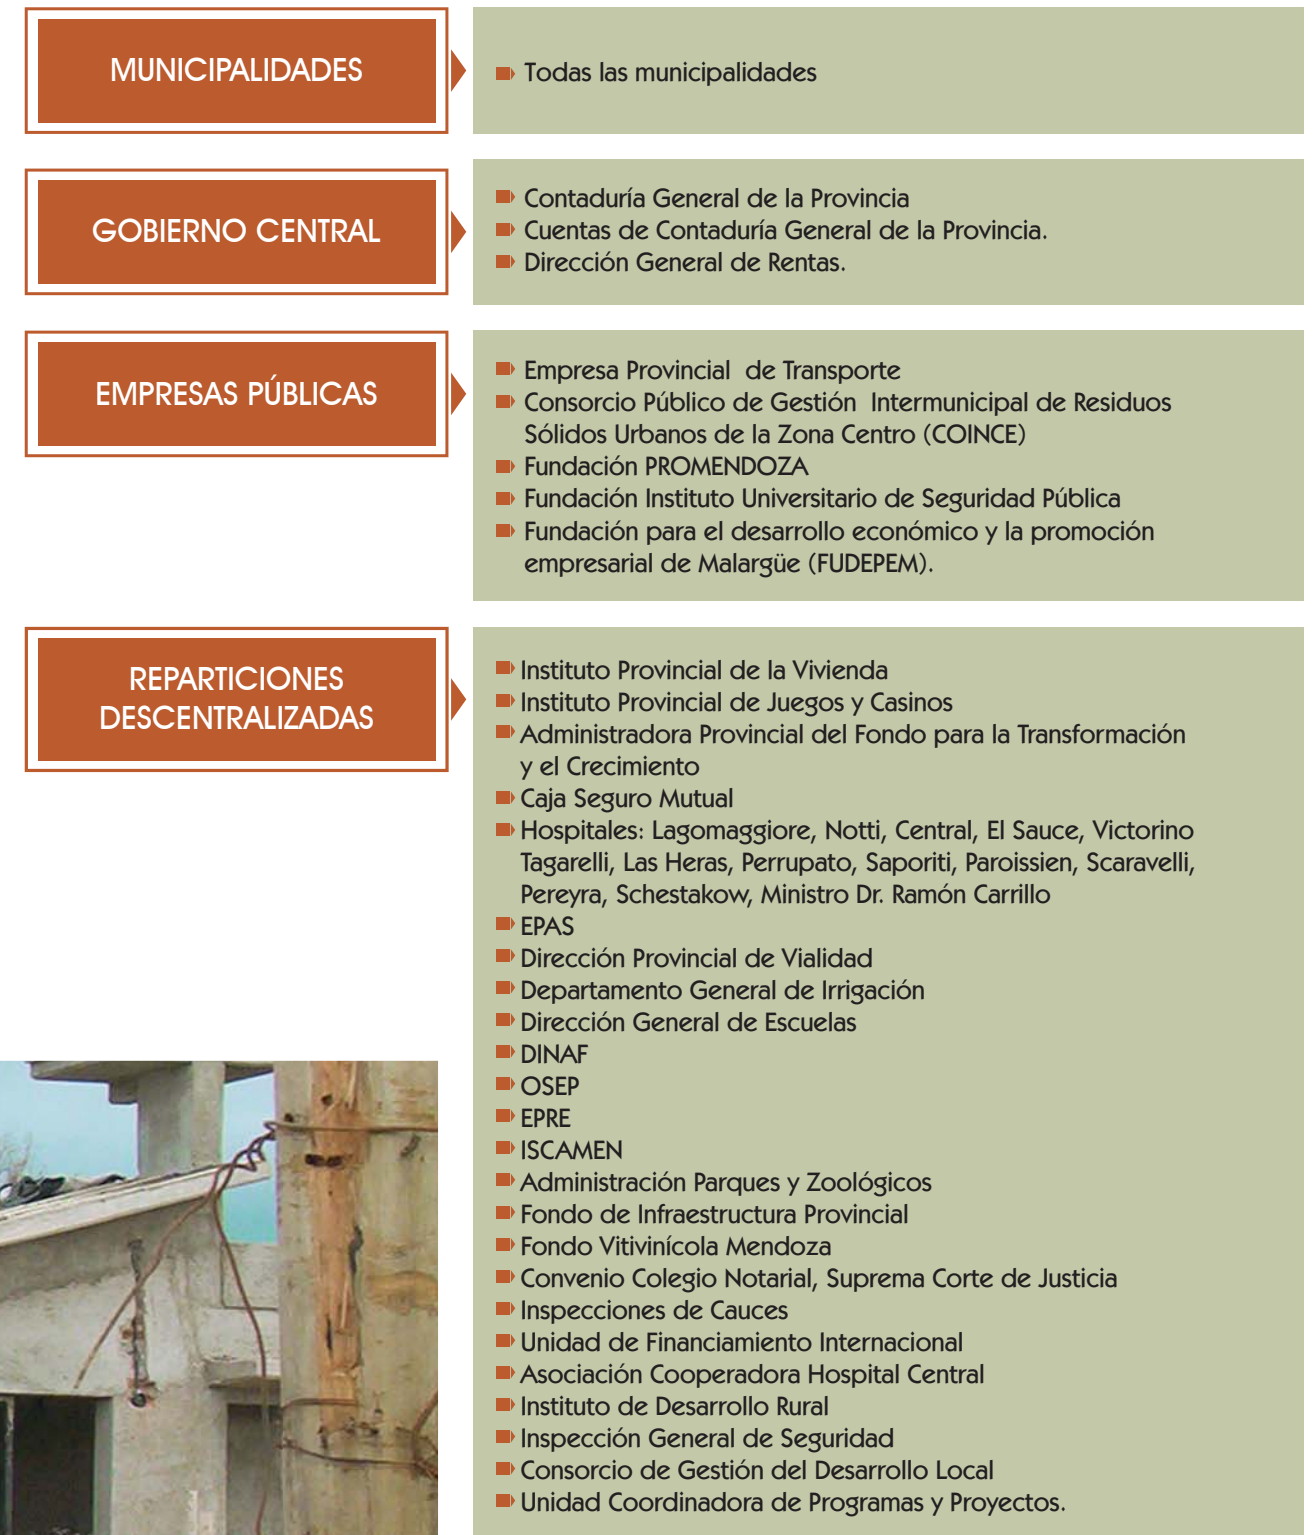 MUNICIPALIDADES
Todas las municipalidades
GOBIERNO CENTRAL
Contaduría General de la Provincia
Cuentas de Contaduría General de la Provincia.
Dirección General de Rentas.
EMPRESAS PÚBLICAS
Empresa Provincial de Transporte
Consorcio Público de Gestión Intermunicipal de Residuos
Sólidos Urbanos de la Zona Centro (COINCE)
Fundación PROMENDOZA
Fundación Instituto Universitario de Seguridad Pública
Fundación para el desarrollo económico y la promoción
empresarial de Malargüe (FUDEPEM).
REPARTICIONES
DESCENTRALIZADAS
Instituto Provincial de la Vivienda
Instituto Provincial de Juegos y Casinos
Administradora Provincial del Fondo para la Transformación
y el Crecimiento
Caja Seguro Mutual
Hospitales: Lagomaggiore, Notti, Central, El Sauce, Victorino
Tagarelli, Las Heras, Perrupato, Saporiti, Paroissien, Scaravelli,
Pereyra, Schestakow, Ministro Dr. Ramón Carrillo
EPAS
Dirección Provincial de Vialidad
Departamento General de Irrigación
Dirección General de Escuelas
DINAF
OSEP
EPRE
ISCAMEN
Administración Parques y Zoológicos
Fondo de Infraestructura Provincial
Fondo Vitivinícola Mendoza
Convenio Colegio Notarial, Suprema Corte de Justicia
Inspecciones de Cauces
Unidad de Financiamiento Internacional
Asociación Cooperadora Hospital Central
Instituto de Desarrollo Rural
Inspección General de Seguridad
Consorcio de Gestión del Desarrollo Local
Unidad Coordinadora de Programas y Proyectos.